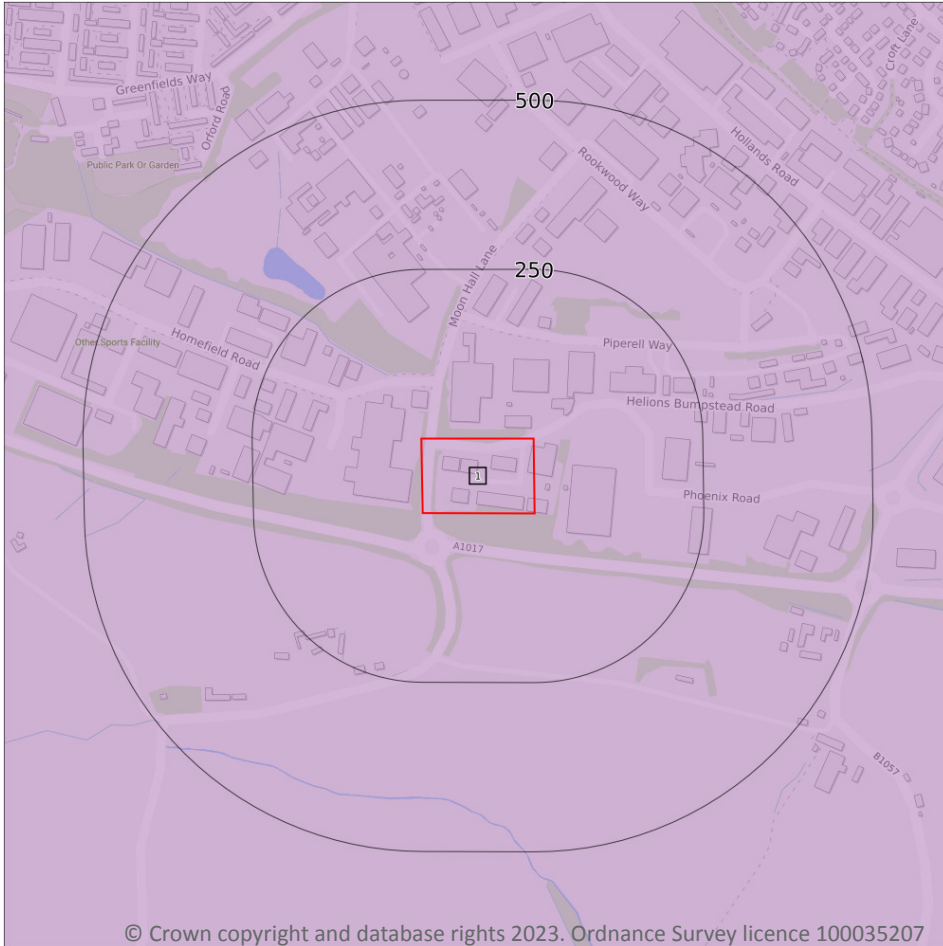 Greenfields Way
Orford Road
Croft Lane
500
Hollands Road
Public Park Or Garden
Rookwood Way
250
Moon Hall Lane
Homefield Road
Other Sports Facility
Piperell Way
Helions Bumpstead Road
1
Phoenix Road
A1017
B1057
© Crown copyright and database rights 2023. Ordnance Survey licence 100035207